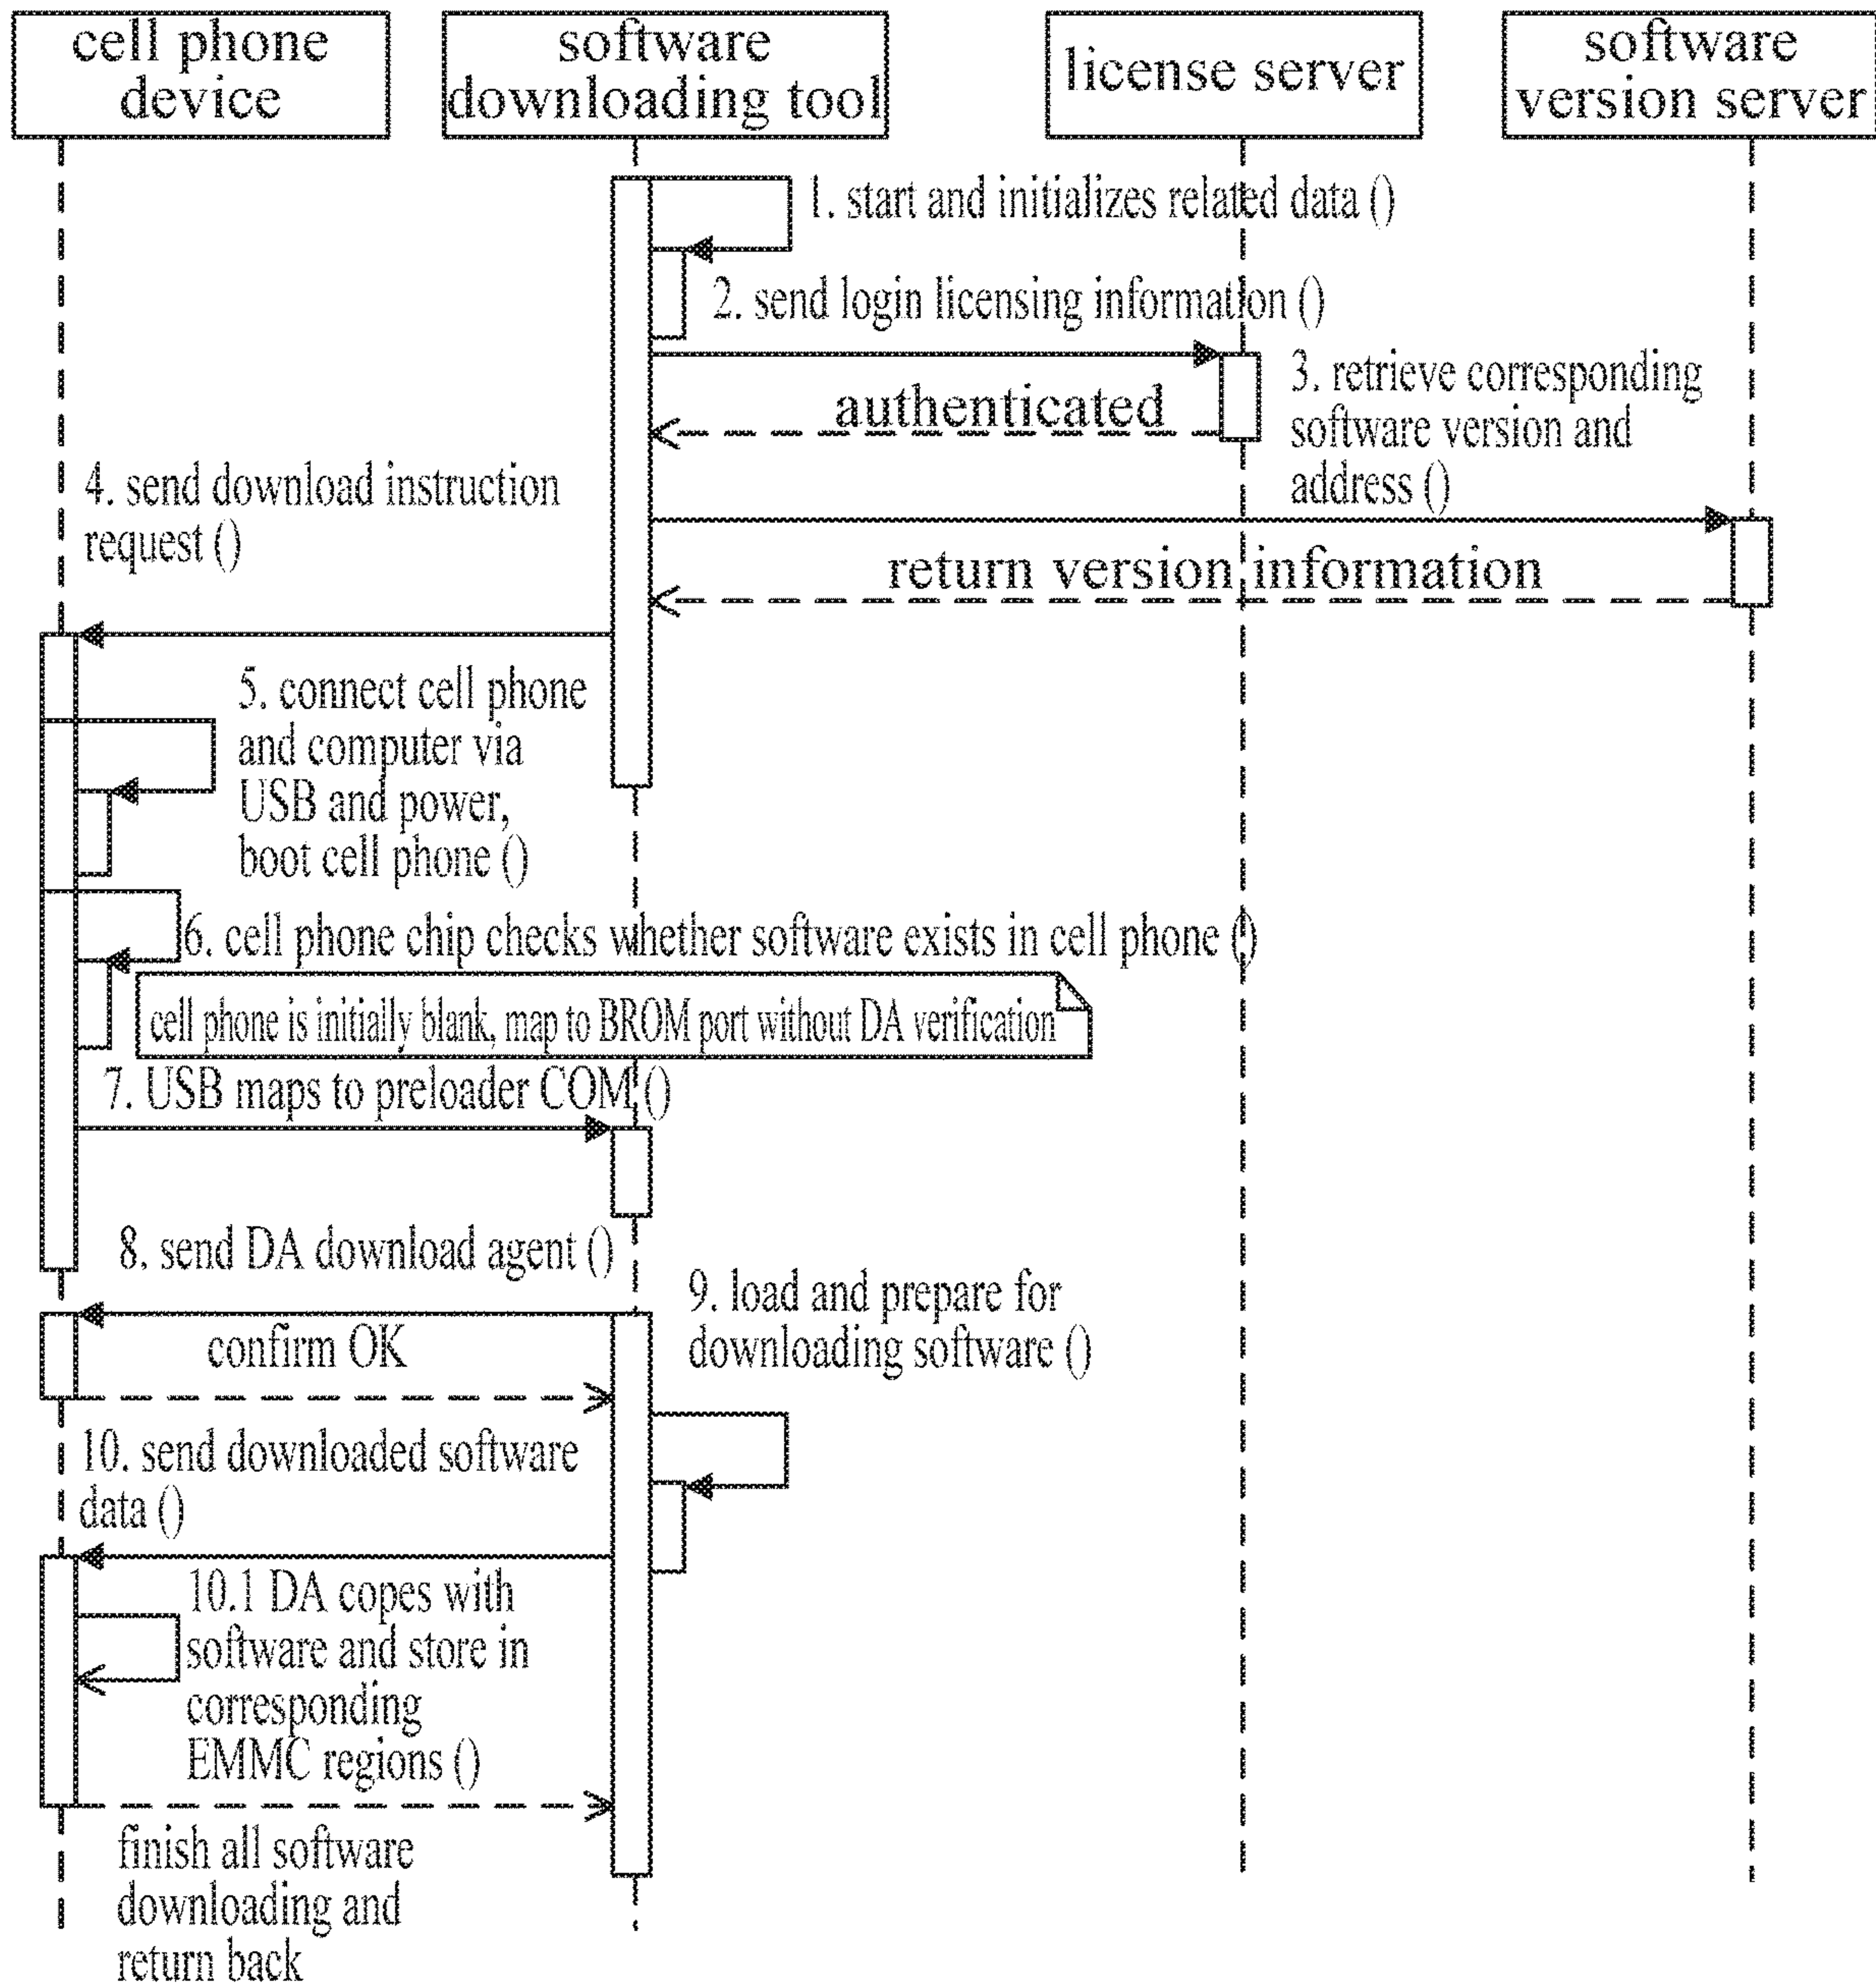 cell phone
device
software
downloading tool
license server
software
version server
1. start and initializes related data ()
2. send login licensing information ()
authenticated
3. retrieve corresponding
software version and
address ()
4. send download instruction
request ()
return version information
5. connect cell phone
and computer via
USB and power,
boot cell phone ()
6. cell phone chip checks whether software exists in cell phone ()
cell phone is initially blank, map to BROM port without DA verification
7. USB maps to preloader COM ()
8. send DA download agent ()
9. load and prepare for
downloading software ()
confirm OK
10. send downloaded software
data ()
10.1 DA copes with
software and store in
corresponding
EMMC regions ()
finish all software
downloading and
return back